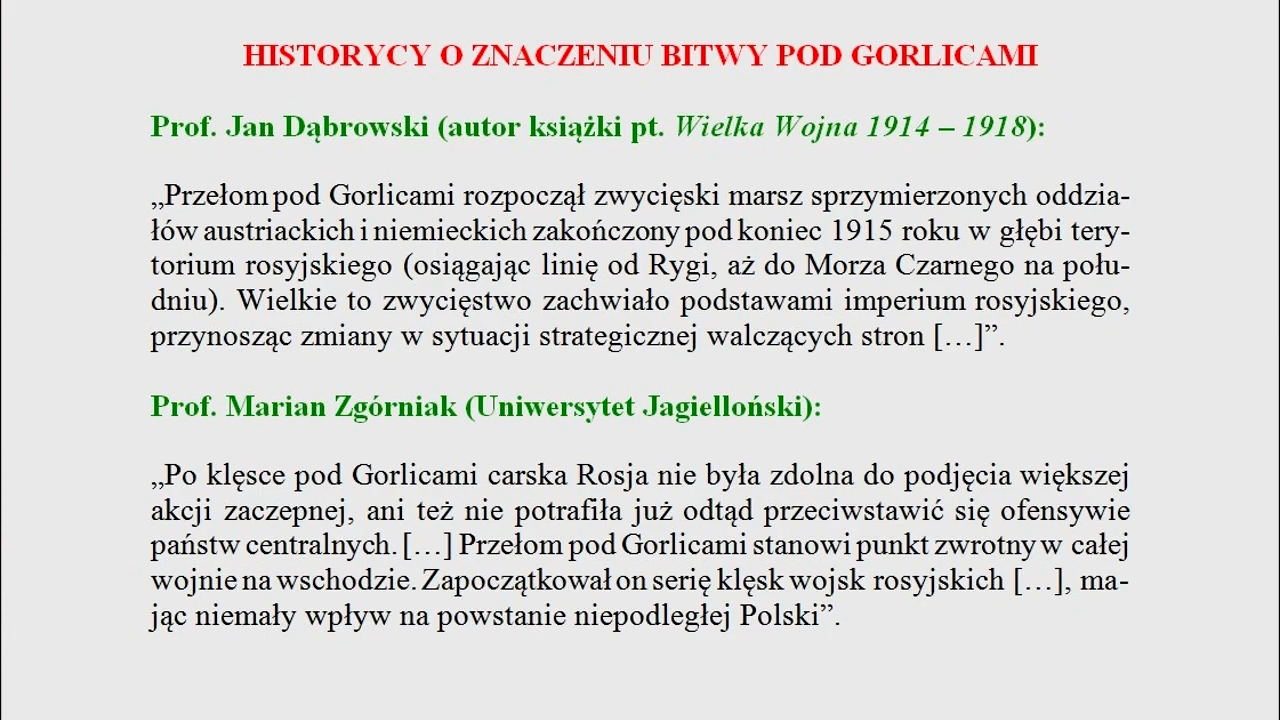 HISTORYCY O ZNACZENIU BITWY POD GORLICAMI
Prof. Jan Dąbrowski (autor książki pt. Wielka Wojna 1914 – 1918):
„Przełom pod Gorlicami rozpoczął zwycięski marsz sprzymierzonych oddzia-
łów austriackich i niemieckich zakończony pod koniec 1915 roku w głębi tery-
torium rosyjskiego (osiągając linię od Rygi, aż do Morza Czarnego na połu-
dniu). Wielkie to zwycięstwo zachwiało podstawami imperium rosyjskiego,
przynosząc zmiany w sytuacji strategicznej walczących stron […]”.
Prof. Marian Zgórniak (Uniwersytet Jagielloński):
„Po klęsce pod Gorlicami carska Rosja nie była zdolna do podjęcia większej
akcji zaczepnej, ani też nie potrafiła już odtąd przeciwstawić się ofensywie
państw centralnych. […] Przełom pod Gorlicami stanowi punkt zwrotny w całej
wojnie na wschodzie. Zapoczątkował on serię klęsk wojsk rosyjskich […], ma-
jąc niemały wpływ na powstanie niepodległej Polski”.